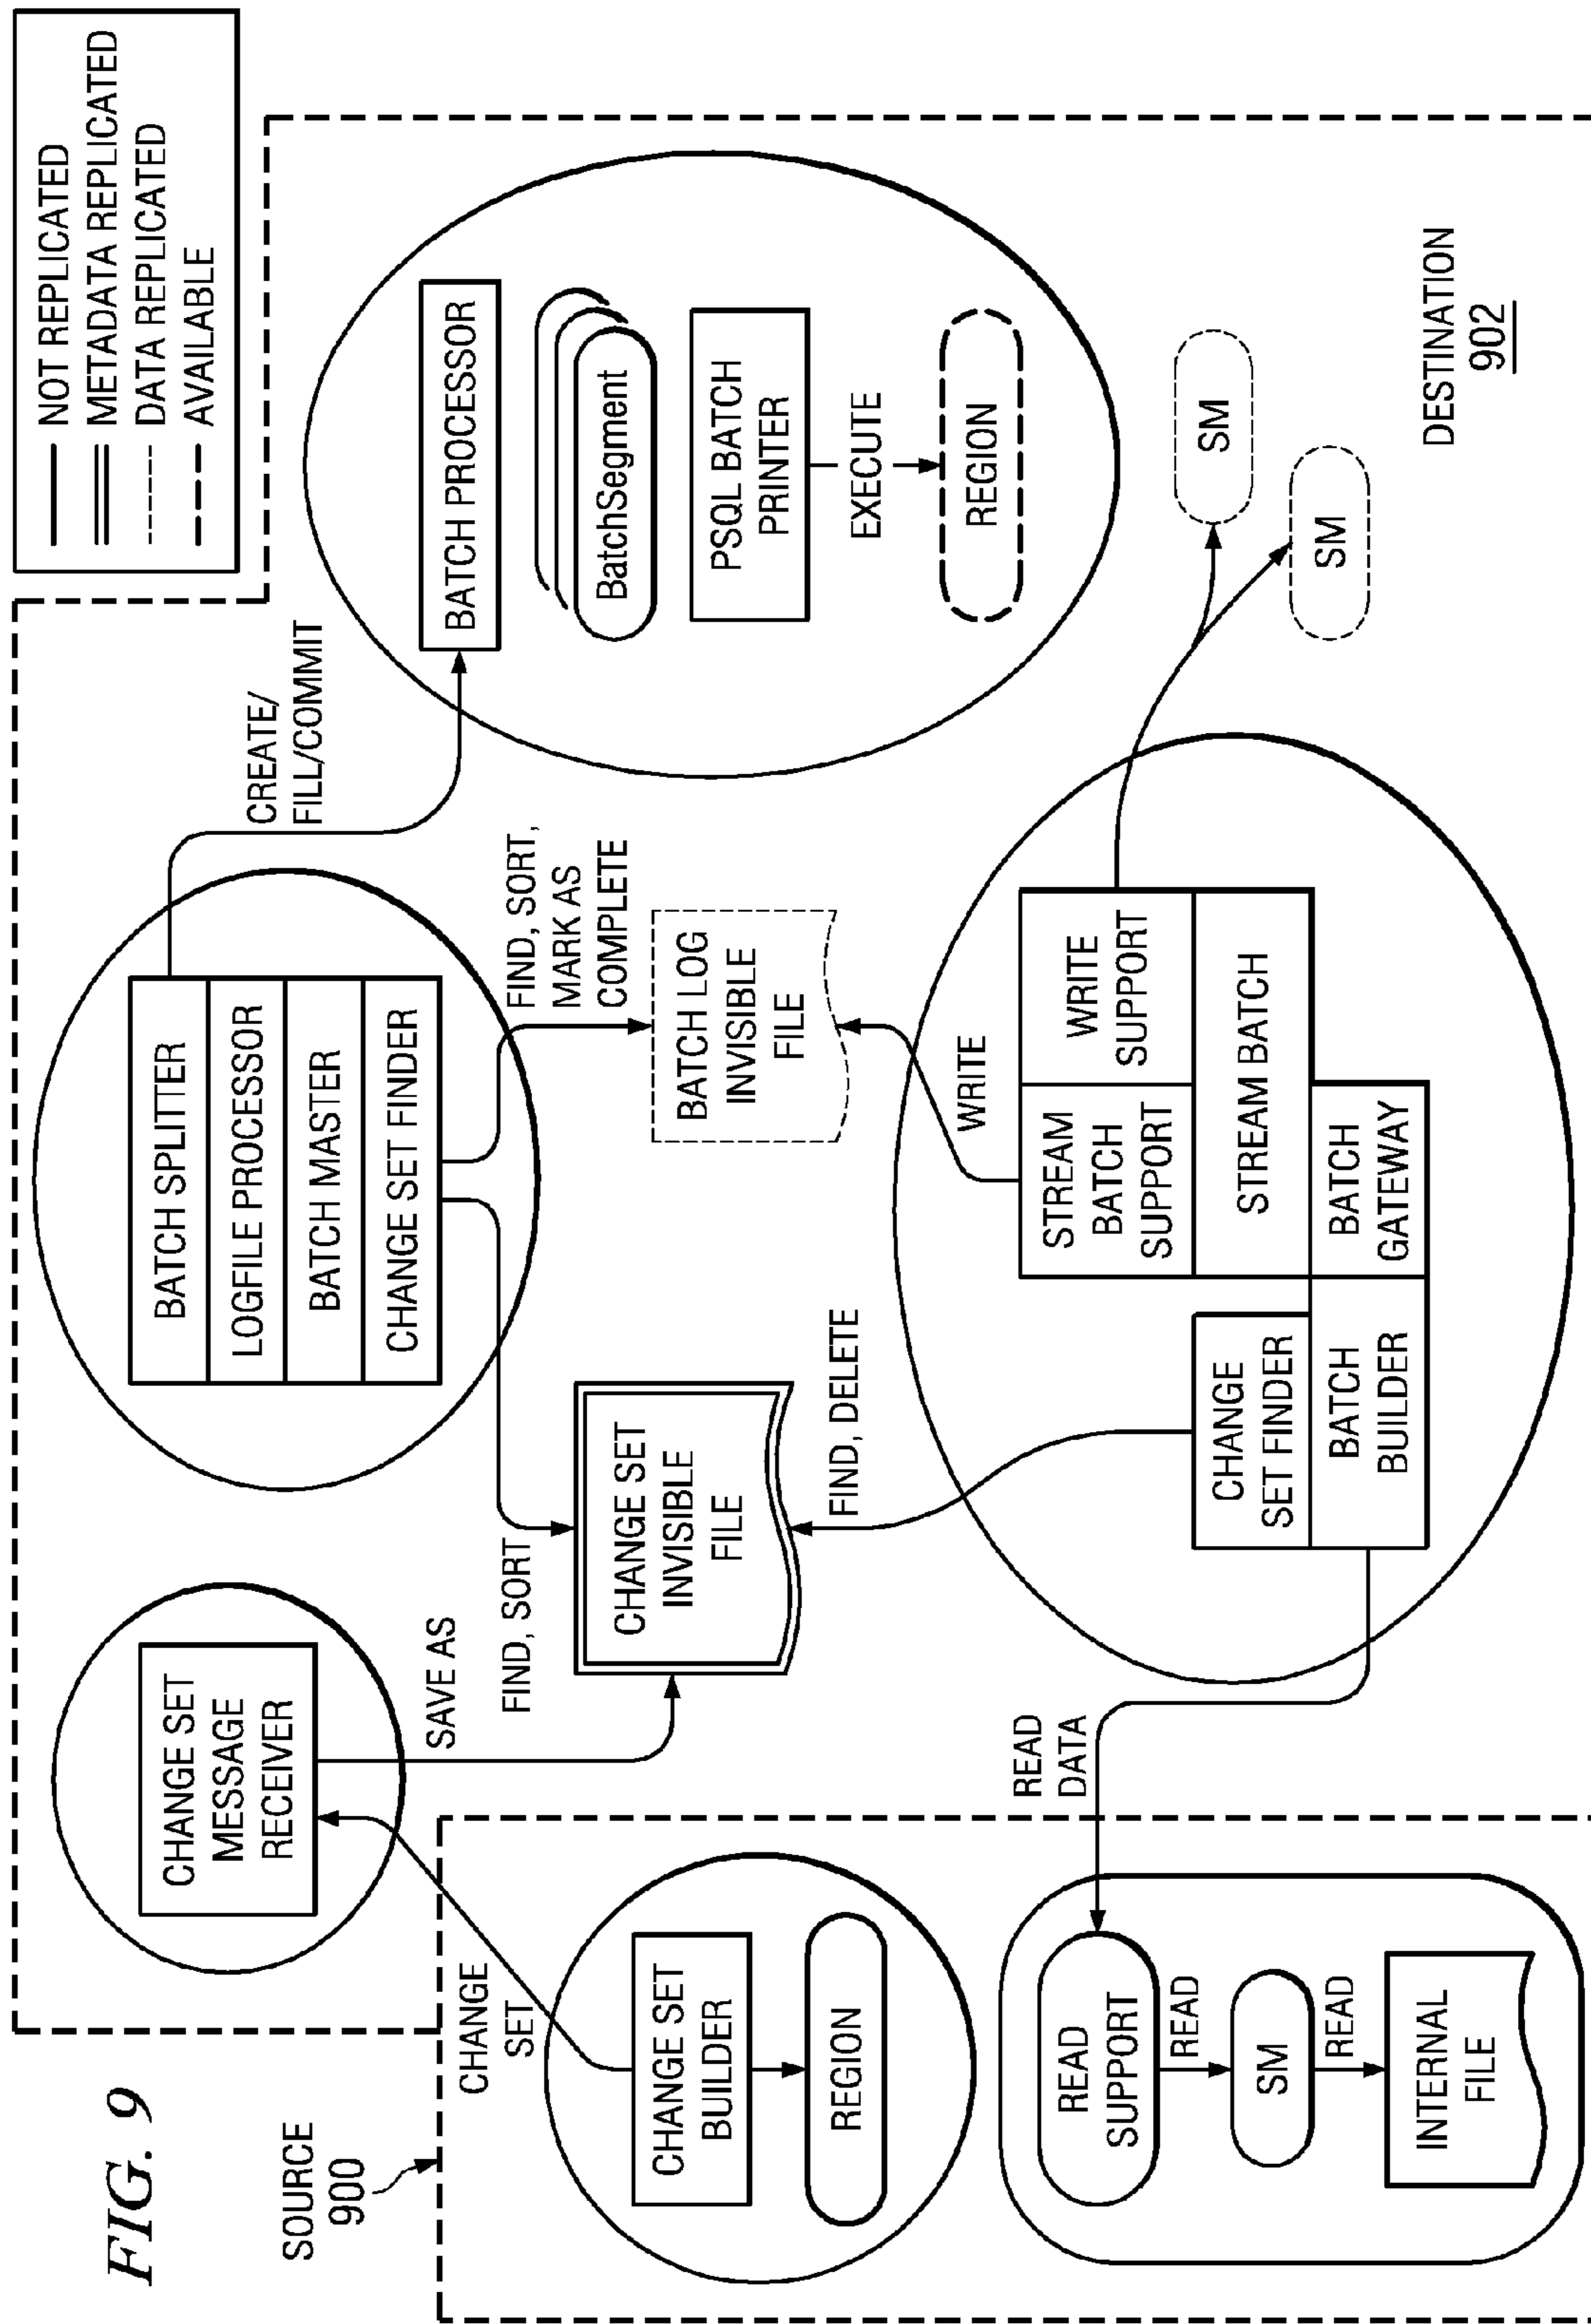 FIG. 9
SOURCE
900
NOT REPLICATED
METADATA REPLICATED
DATA REPLICATED
AVAILABLE
CHANGE SET
MESSAGE
RECEIVER
BATCH SPLITTER
LOGFILE PROCESSOR
BATCH MASTER
CHANGE SET FINDER
CREATE/
FILL/COMMIT
BATCH PROCESSOR
BatchSegment
PSQL BATCH
PRINTER
EXECUTE
REGION
SAVE AS
FIND, SORT
FIND, SORT,
MARK AS
COMPLETE
CHANGE
SET
CHANGE SET
BUILDER
REGION
CHANGE SET
INVISIBLE
FILE
BATCH LOG
INVISIBLE
FILE
FIND, DELETE
WRITE
READ
DATA
READ
SUPPORT
READ
SM
READ
INTERNAL
FILE
CHANGE
SET FINDER
BATCH
BUILDER
STREAM
BATCH
SUPPORT
WRITE
SUPPORT
STREAM BATCH
BATCH
GATEWAY
SM
SM
DESTINATION
902